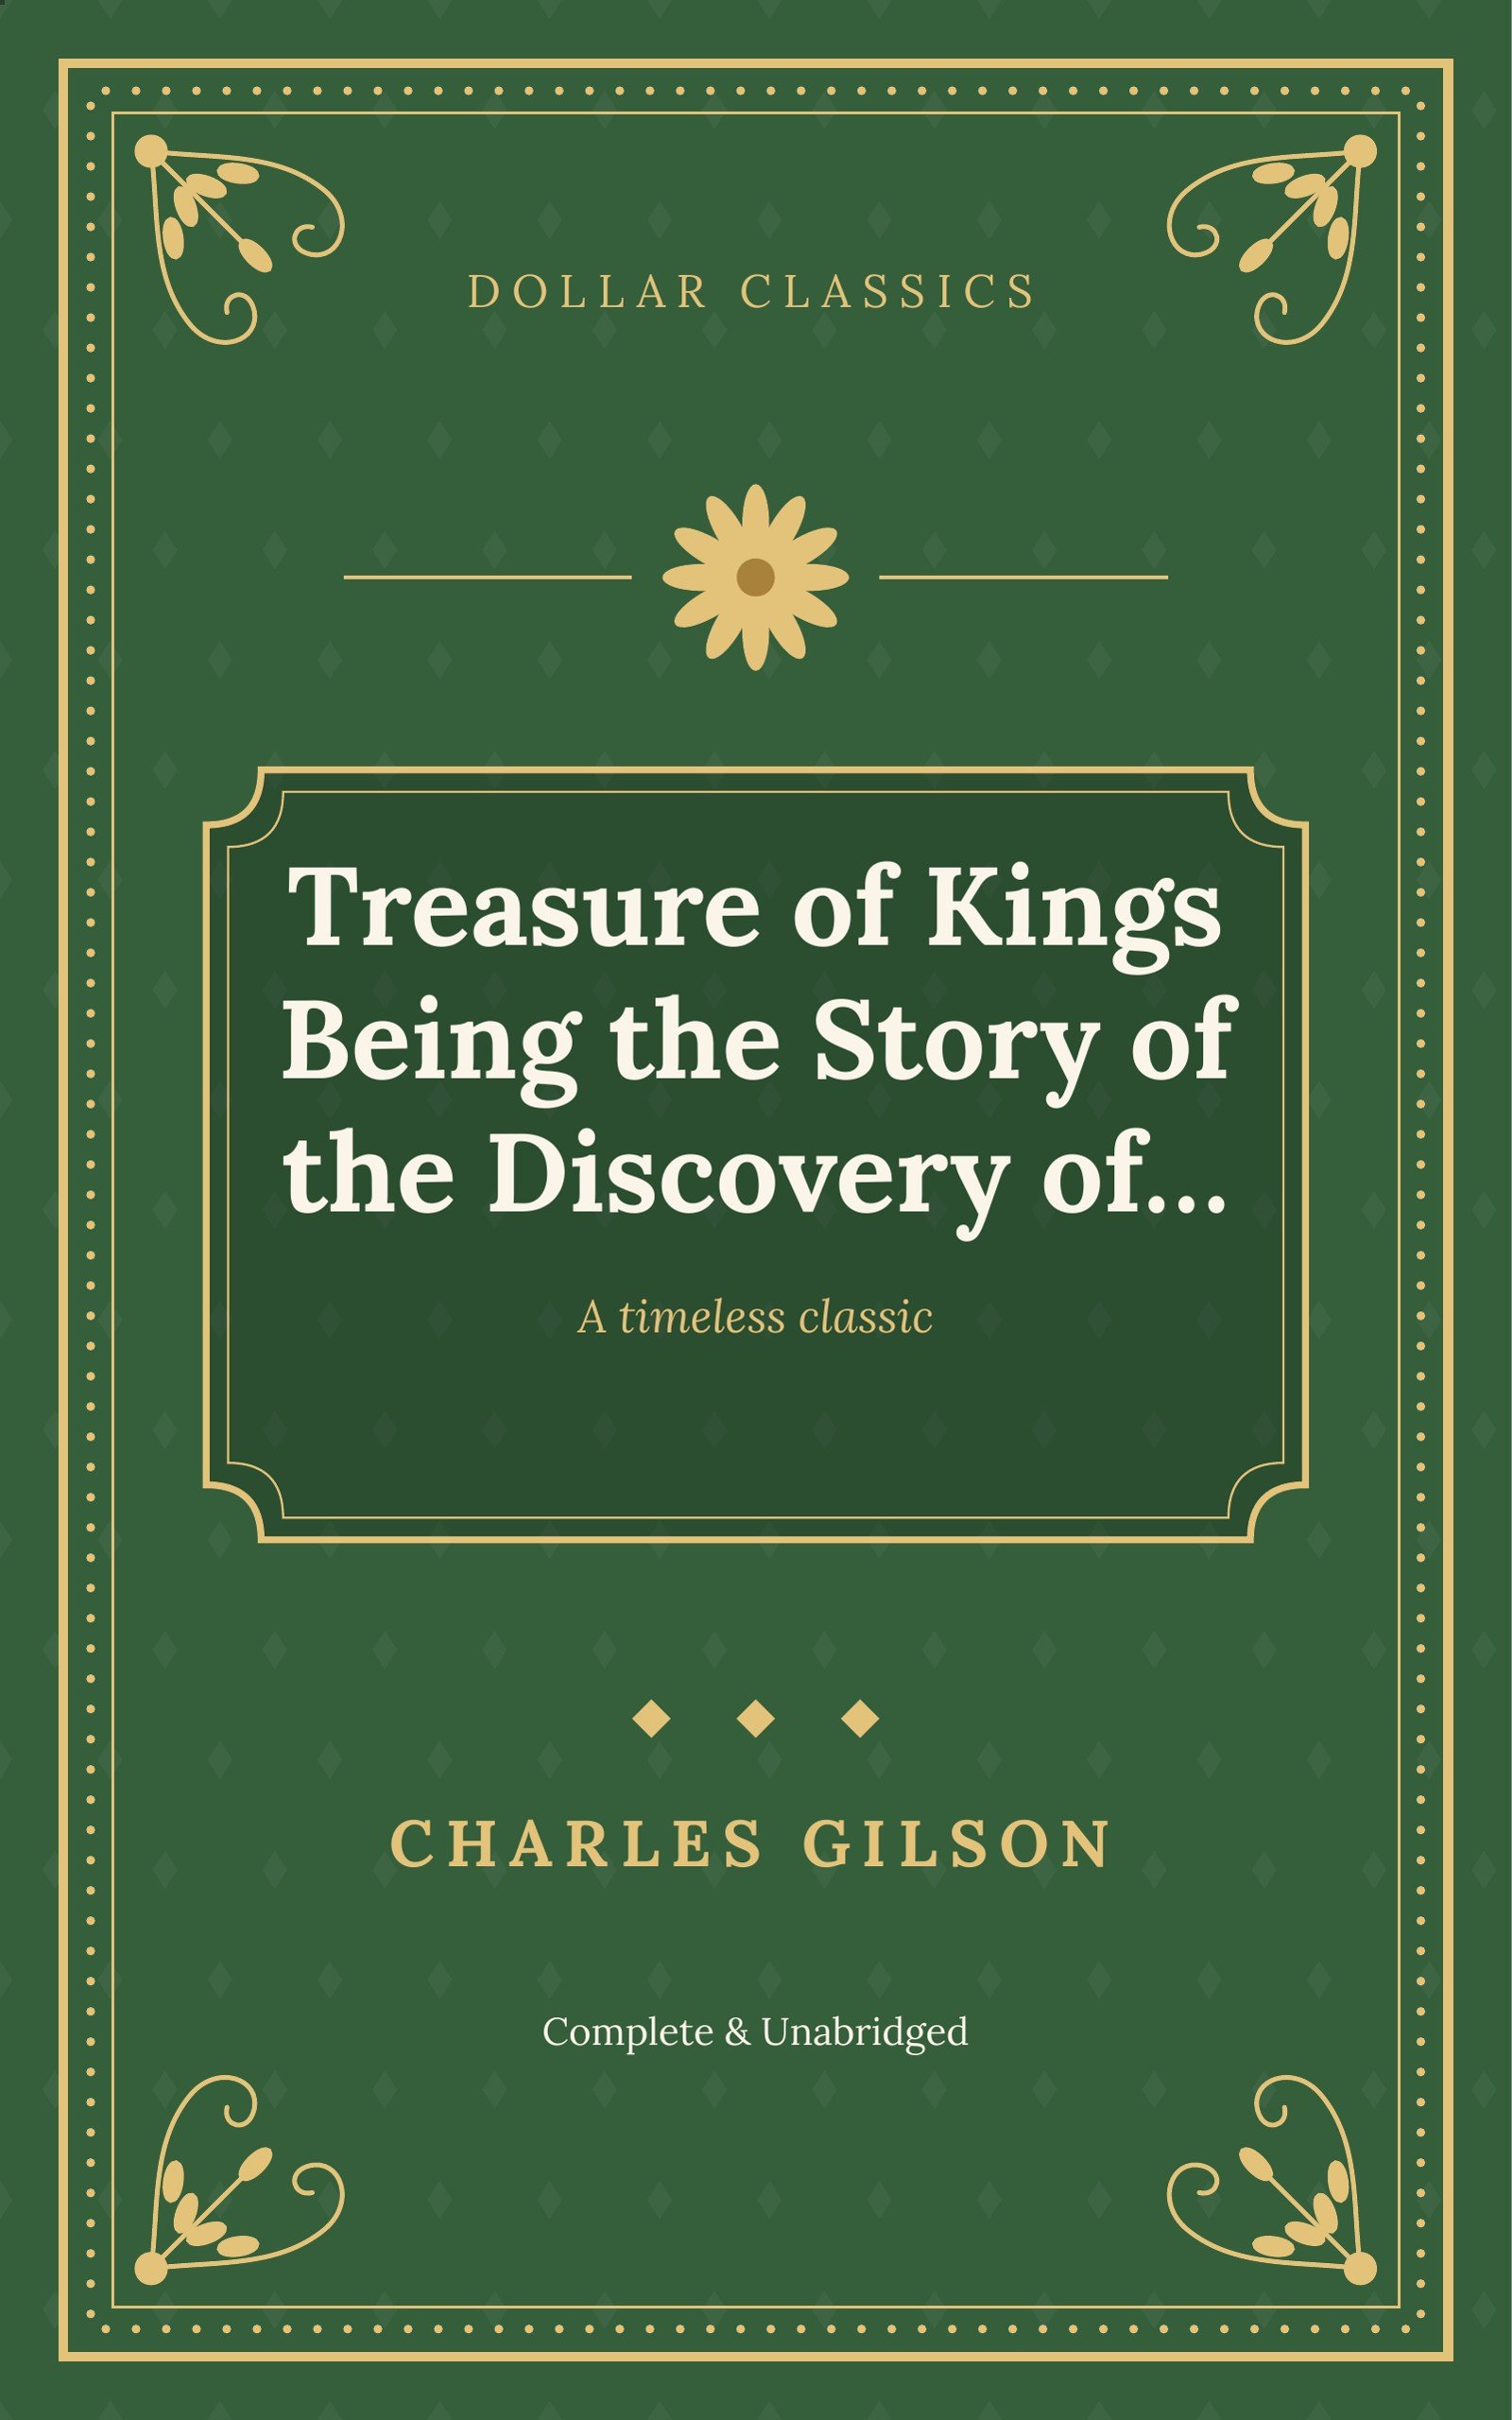 DOLLAR CLASSICS
Treasure of Kings
Being the Story of
the Discovery of...
A timeless classic
CHARLES GILSON
Complete & Unabridged